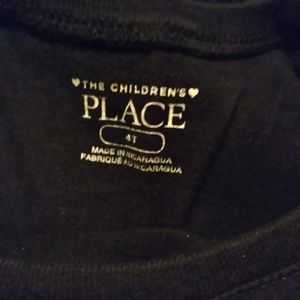 ♥THE CHILDREN'S♥
PLACE
4T
MADE IN NICARAGUA
FABRIQUÉ AU NICARAGUA